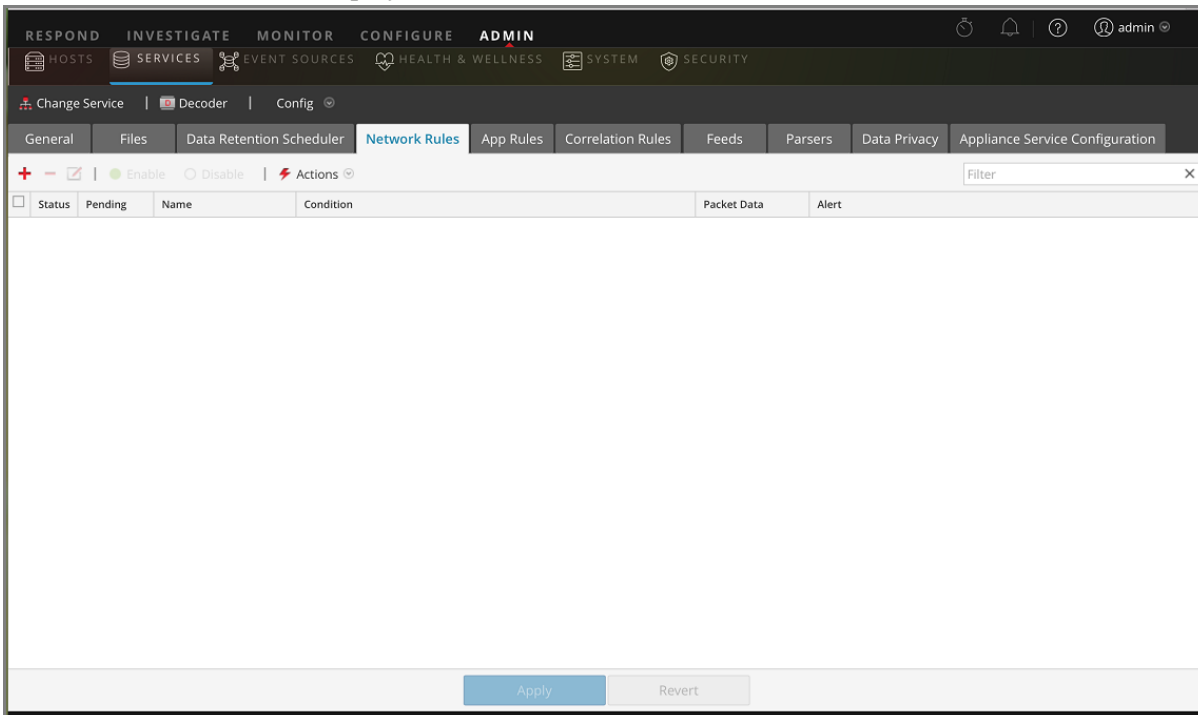 RESPOND INVESTIGATE MONITOR CONFIGURE ADMIN admin
HOSTS SERVICES EVENT SOURCES HEALTH & WELLNESS SYSTEM SECURITY
Change Service | Decoder | Config
General Files Data Retention Scheduler Network Rules App Rules Correlation Rules Feeds Parsers Data Privacy Appliance Service Configuration
Enable Disable | Actions Filter
Status Pending Name Condition Packet Data Alert
Apply Revert